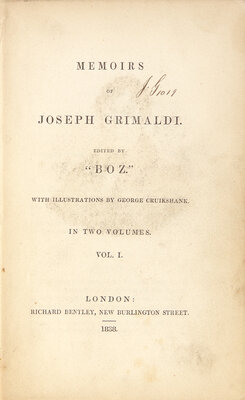 MEMOIRS
OF
JOSEPH GRIMALDI.
EDITED BY
"BOZ."
WITH ILLUSTRATIONS BY GEORGE CRUIKSHANK.
IN TWO VOLUMES.
VOL. I.
LONDON:
RICHARD BENTLEY, NEW BURLINGTON STREET.
1838.